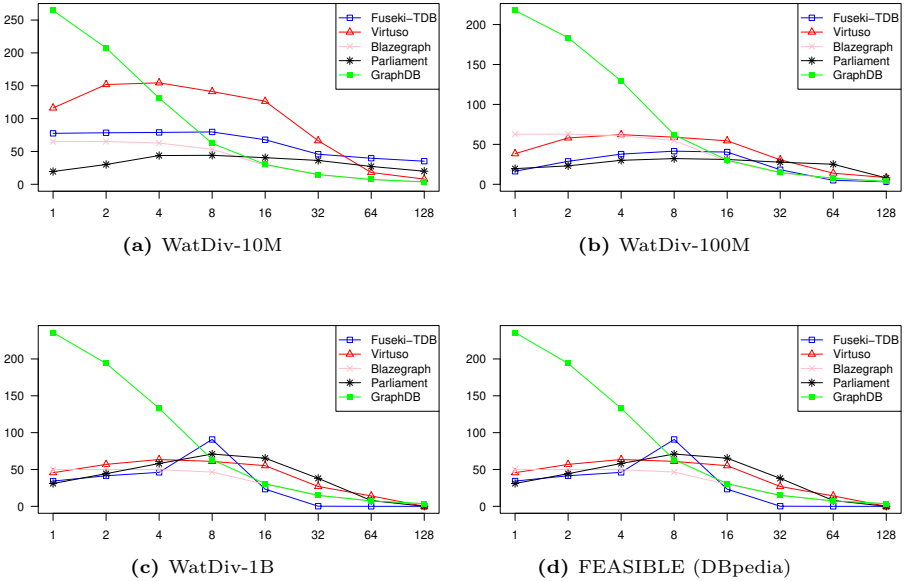 250
200
150
100
50
0
1 2 4 8 16 32 64 128
Fuseki-TDB
Virtuso
Blazegraph
Parliament
GraphDB
(a) WatDiv-10M
200
150
100
50
0
1 2 4 8 16 32 64 128
Fuseki-TDB
Virtuso
Blazegraph
Parliament
GraphDB
(b) WatDiv-100M
200
150
100
50
0
1 2 4 8 16 32 64 128
Fuseki-TDB
Virtuso
Blazegraph
Parliament
GraphDB
(c) WatDiv-1B
200
150
100
50
0
1 2 4 8 16 32 64 128
Fuseki-TDB
Virtuso
Blazegraph
Parliament
GraphDB
(d) FEASIBLE (DBpedia)